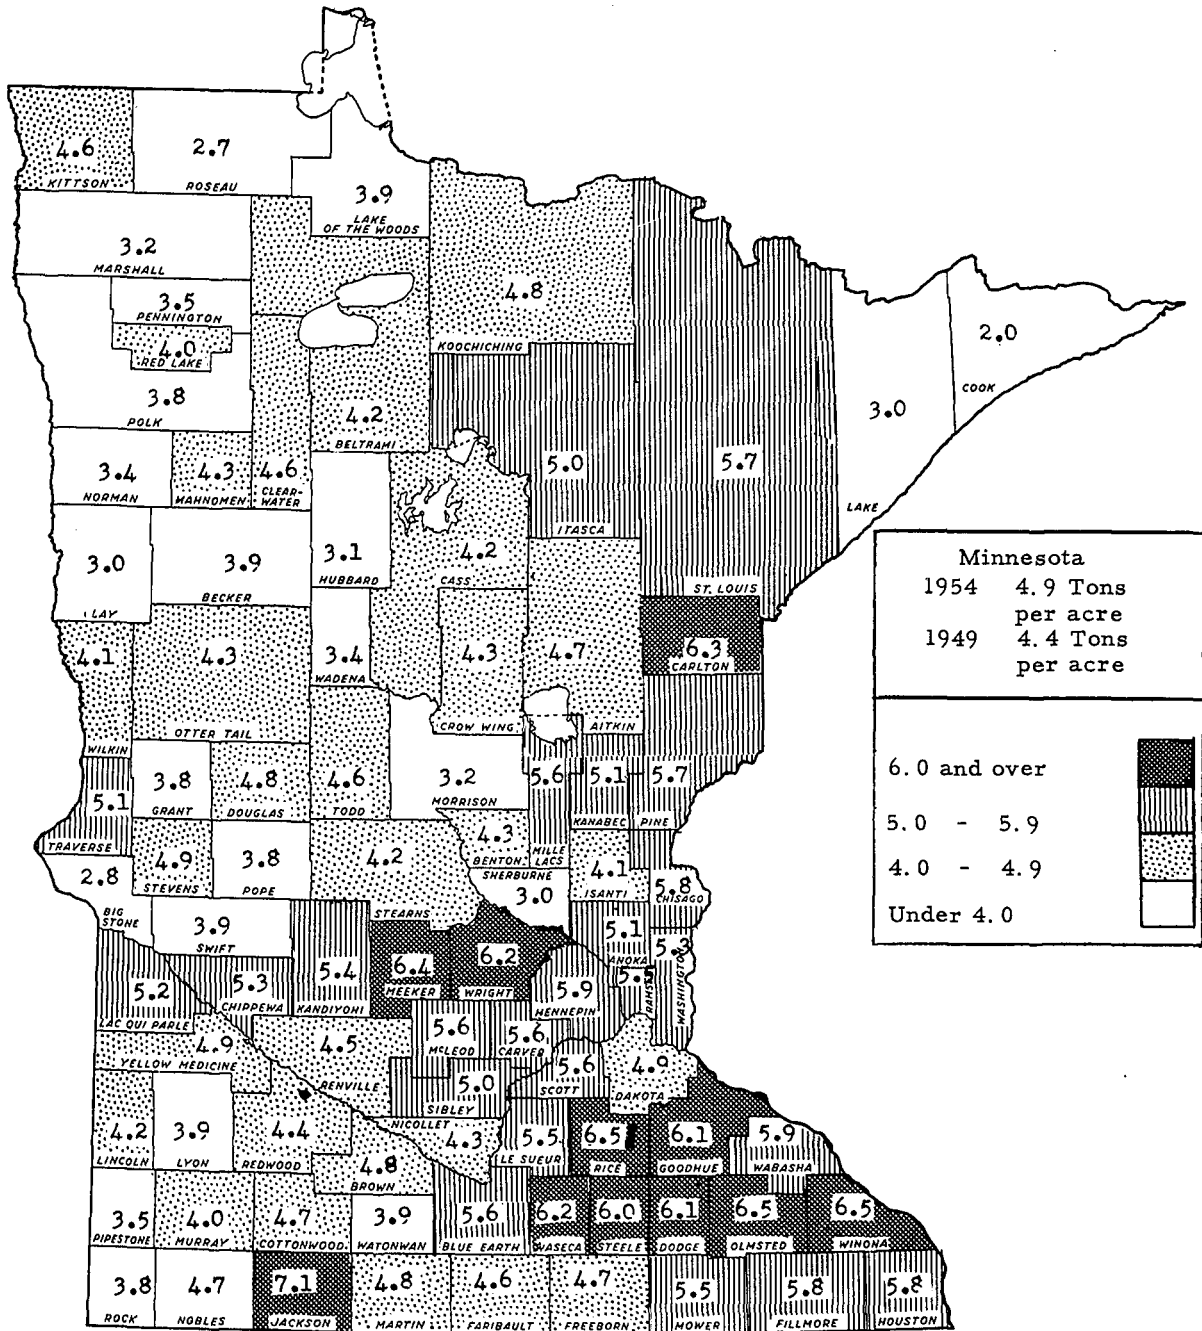 4.6
KITTSON
2.7
ROSEAU
3.9
LAKE
OF THE WOODS
3.2
MARSHALL
3.5
PENNINGTON
4.0
RED LAKE
3.8
POLK
4.8
KOOCHICHING
4.2
BELTRAMI
3.4
NORMAN
4.3
MAHNOMEN
4.6
CLEAR-
WATER
5.0
ITASCA
5.7
ST. LOUIS
3.0
LAKE
2.0
COOK
3.0
LAY
3.9
BECKER
3.1
HUBBARD
4.2
CASS
4.1
WILKIN
4.3
OTTER TAIL
3.4
WADENA
4.3
CROW WING
4.7
AITKIN
6.3
CARLTON
5.1
TRAVERSE
3.8
GRANT
4.8
DOUGLAS
4.6
TODD
3.2
MORRISON
5.6
MILLE
LACS
5.1
KANABEC
5.7
PINE
2.8
BIG
STONE
4.9
STEVENS
3.8
POPE
4.2
STEARNS
4.3
BENTON
SHERBURNE
3.0
4.1
ISANTI
5.8
CHISAGO
3.9
SWIFT
5.4
KANDIYOHI
6.4
MEEKER
6.2
WRIGHT
5.1
ANOKA
5.3
WASHINGTON
5.2
LAC QUI PARLE
5.3
CHIPPEWA
5.9
HENNEPIN
4.9
YELLOW MEDICINE
4.5
RENVILLE
5.6
McLEOD
5.6
CARVER
5.0
SIBLEY
5.6
SCOTT
4.9
DAKOTA
4.2
LINCOLN
3.9
LYON
4.4
REDWOOD
NICOLLET
4.3
4.8
BROWN
5.5
LE SUEUR
6.5
RICE
6.1
GOODHUE
5.9
WABASHA
3.5
PIPESTONE
4.0
MURRAY
4.7
COTTONWOOD
3.9
WATONWAN
5.6
BLUE EARTH
6.2
WASECA
6.0
STEELE
6.1
DODGE
6.5
OLMSTED
6.5
WINONA
3.8
ROCK
4.7
NOBLES
7.1
JACKSON
4.8
MARTIN
4.6
FARIBAULT
4.7
FREEBORN
5.5
MOWER
5.8
FILLMORE
5.8
HOUSTON
Minnesota
1954 4.9 Tons
per acre
1949 4.4 Tons
per acre
6.0 and over
5.0 - 5.9
4.0 - 4.9
Under 4.0